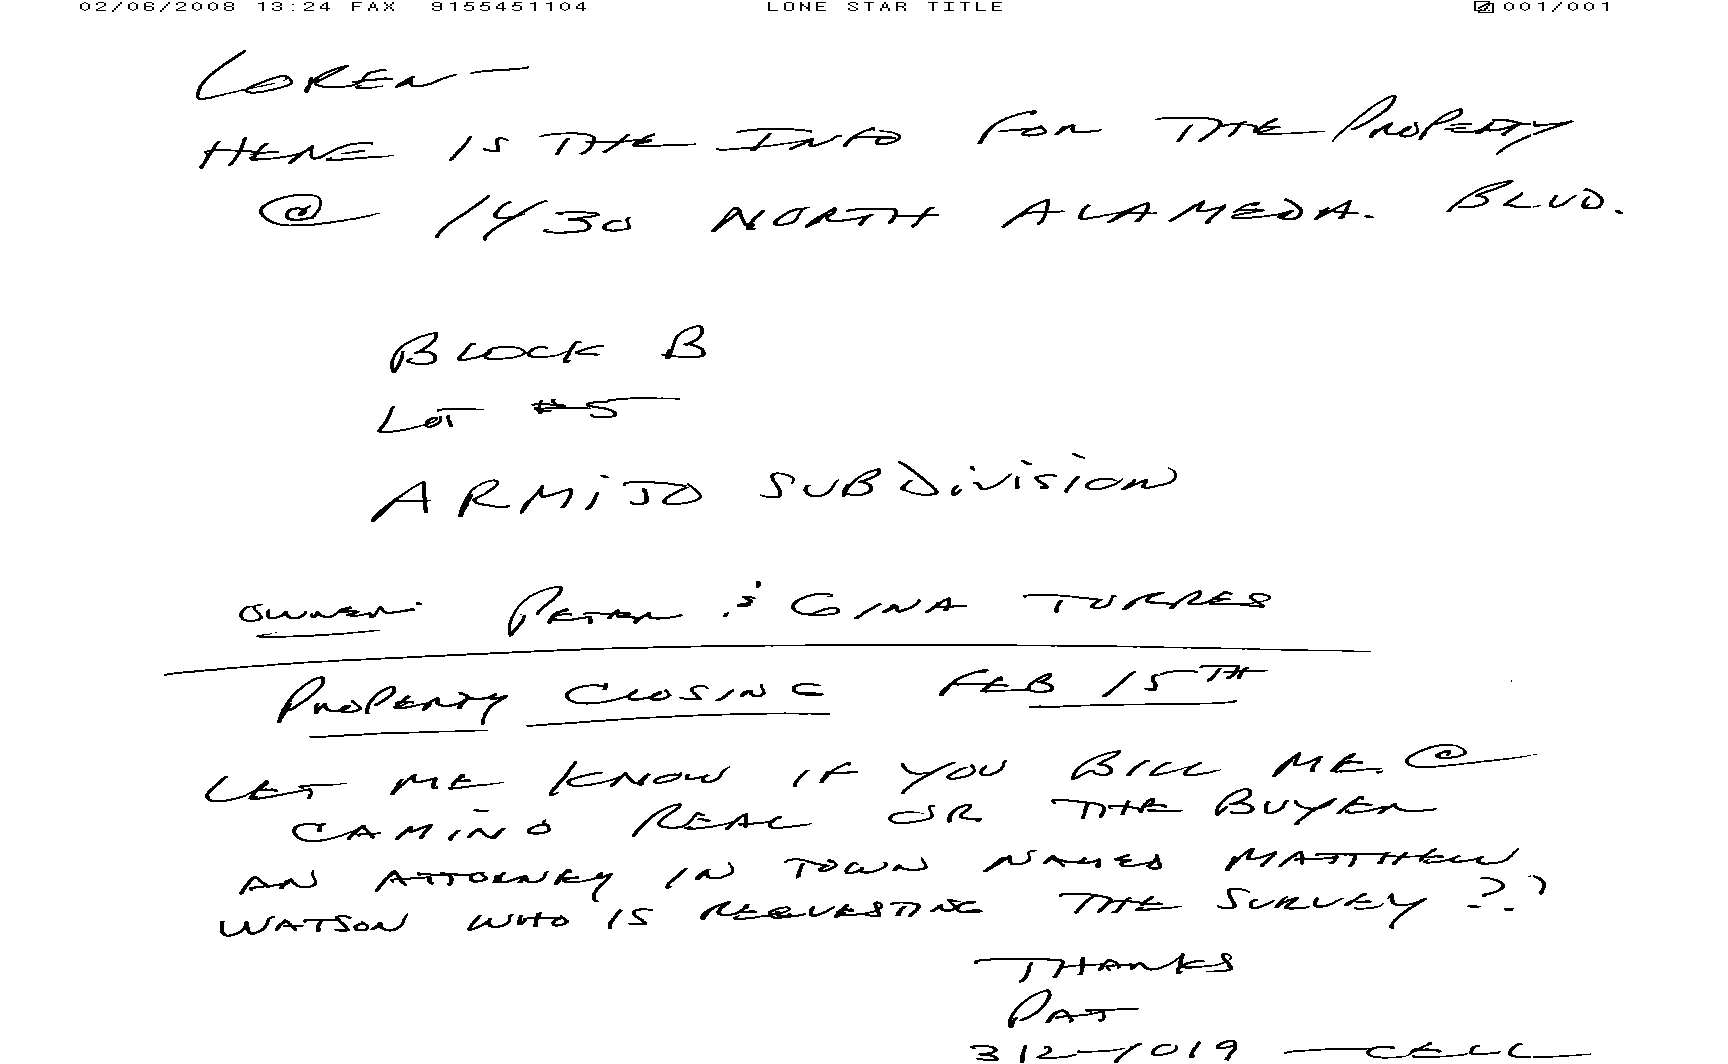 02/06/2008 13:24 FAX 9155451104 LONE STAR TITLE 001/001
LOREN—
HERE IS THE INFO FOR THE PROPERTY
@ 1430 NORTH ALAMEDA. BLVD.
BLOCK B
LOT #5
ARMIJO SUBDIVISION
OWNER: PETER & GINA TORRES
PROPERTY CLOSING FEB 15TH
LET ME KNOW IF YOU BILL ME @
CAMINO REAL OR THE BUYER
AN ATTORNEY IN TOWN NAMED MATTHEW
WATSON WHO IS REQUESTING THE SURVEY??
THANKS
PAT
312-1019 — CELL